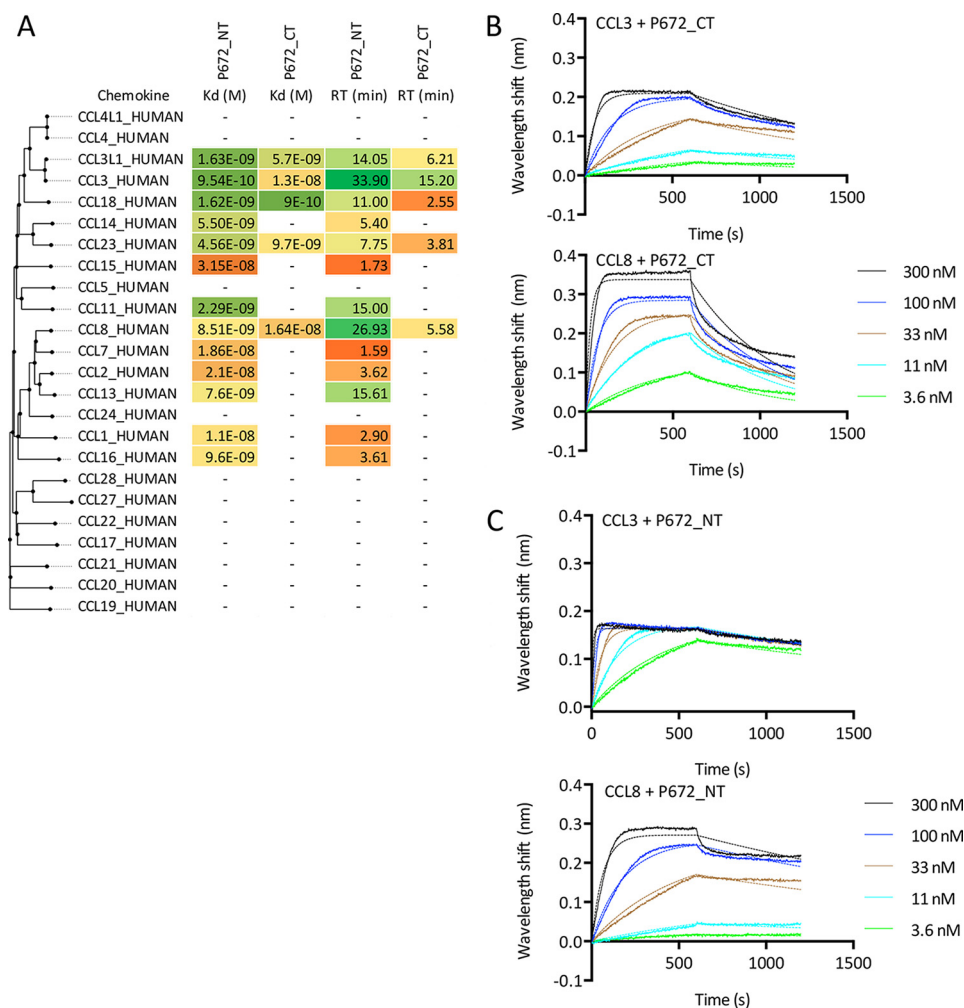 A
P672_NT P672_CT P672_NT P672_CT
Chemokine Kd (M) Kd (M) RT (min) RT (min)
CCL4L1_HUMAN - - - -
CCL4_HUMAN - - - -
CCL3L1_HUMAN 1.63E-09 5.7E-09 14.05 6.21
CCL3_HUMAN 9.54E-10 1.3E-08 33.90 15.20
CCL18_HUMAN 1.62E-09 9E-10 11.00 2.55
CCL14_HUMAN 5.50E-09 - 5.40 -
CCL23_HUMAN 4.56E-09 9.7E-09 7.75 3.81
CCL15_HUMAN 3.15E-08 - 1.73 -
CCL5_HUMAN - - - -
CCL11_HUMAN 2.29E-09 - 15.00 -
CCL8_HUMAN 8.51E-09 1.64E-08 26.93 5.58
CCL7_HUMAN 1.86E-08 - 1.59 -
CCL2_HUMAN 2.1E-08 - 3.62 -
CCL13_HUMAN 7.6E-09 - 15.61 -
CCL24_HUMAN - - - -
CCL1_HUMAN 1.1E-08 - 2.90 -
CCL16_HUMAN 9.6E-09 - 3.61 -
CCL28_HUMAN - - - -
CCL27_HUMAN - - - -
CCL22_HUMAN - - - -
CCL17_HUMAN - - - -
CCL21_HUMAN - - - -
CCL20_HUMAN - - - -
CCL19_HUMAN - - - -
B
CCL3 + P672_CT
Wavelength shift (nm)
0.4
0.3
0.2
0.1
0.0
-0.1
500 1000 1500
Time (s)
CCL8 + P672_CT
Wavelength shift (nm)
0.4
0.3
0.2
0.1
0.0
-0.1
500 1000 1500
Time (s)
300 nM
100 nM
33 nM
11 nM
3.6 nM
C
CCL3 + P672_NT
Wavelength shift (nm)
0.4
0.3
0.2
0.1
0.0
0 500 1000 1500
Time (s)
CCL8 + P672_NT
Wavelength shift (nm)
0.4
0.3
0.2
0.1
0.0
-0.1
500 1000 1500
Time (s)
300 nM
100 nM
33 nM
11 nM
3.6 nM